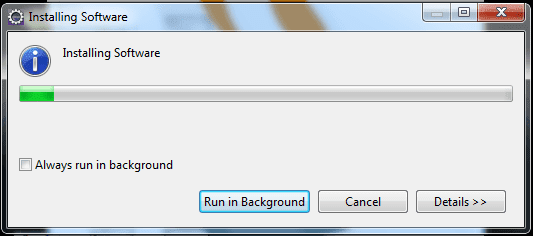 Installing Software
Installing Software
Always run in background
Run in Background Cancel Details >>